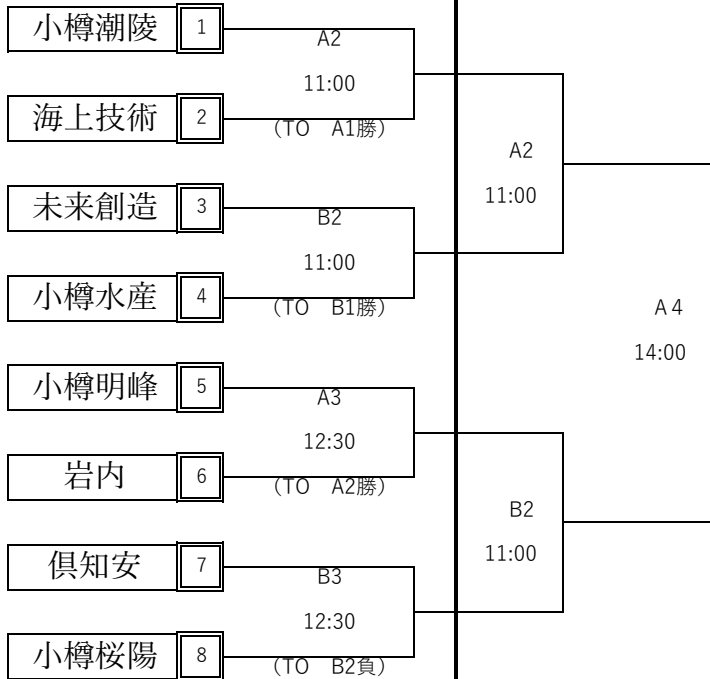 小樽潮陵 1
A2
11:00
海上技術 2
（TO　A1勝）
A2
11:00
未来創造 3
B2
11:00
小樽水産 4
（TO　B1勝）
A 4
14:00
小樽明峰 5
A3
12:30
岩内 6
（TO　A2勝）
B2
11:00
倶知安 7
B3
12:30
小樽桜陽 8
（TO　B2負）